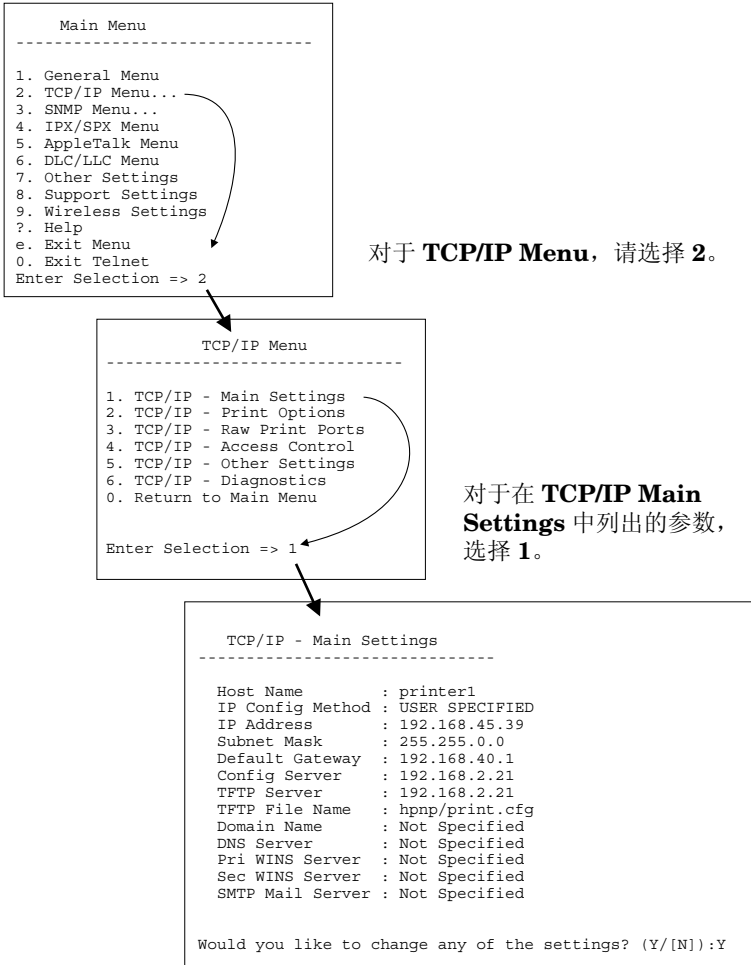 Main Menu
-------------------------------
1. General Menu
2. TCP/IP Menu...
3. SNMP Menu...
4. IPX/SPX Menu
5. AppleTalk Menu
6. DLC/LLC Menu
7. Other Settings
8. Support Settings
9. Wireless Settings
?. Help
e. Exit Menu
0. Exit Telnet
Enter Selection => 2
对于 TCP/IP Menu，请选择 2。
TCP/IP Menu
-------------------------------
1. TCP/IP - Main Settings
2. TCP/IP - Print Options
3. TCP/IP - Raw Print Ports
4. TCP/IP - Access Control
5. TCP/IP - Other Settings
6. TCP/IP - Diagnostics
0. Return to Main Menu
Enter Selection => 1
对于在 TCP/IP Main
Settings 中列出的参数，
选择 1。
TCP/IP - Main Settings
-------------------------------
Host Name : printer1
IP Config Method : USER SPECIFIED
IP Address : 192.168.45.39
Subnet Mask : 255.255.0.0
Default Gateway : 192.168.40.1
Config Server : 192.168.2.21
TFTP Server : 192.168.2.21
TFTP File Name : hpnp/print.cfg
Domain Name : Not Specified
DNS Server : Not Specified
Pri WINS Server : Not Specified
Sec WINS Server : Not Specified
SMTP Mail Server : Not Specified
Would you like to change any of the settings? (Y/[N]):Y